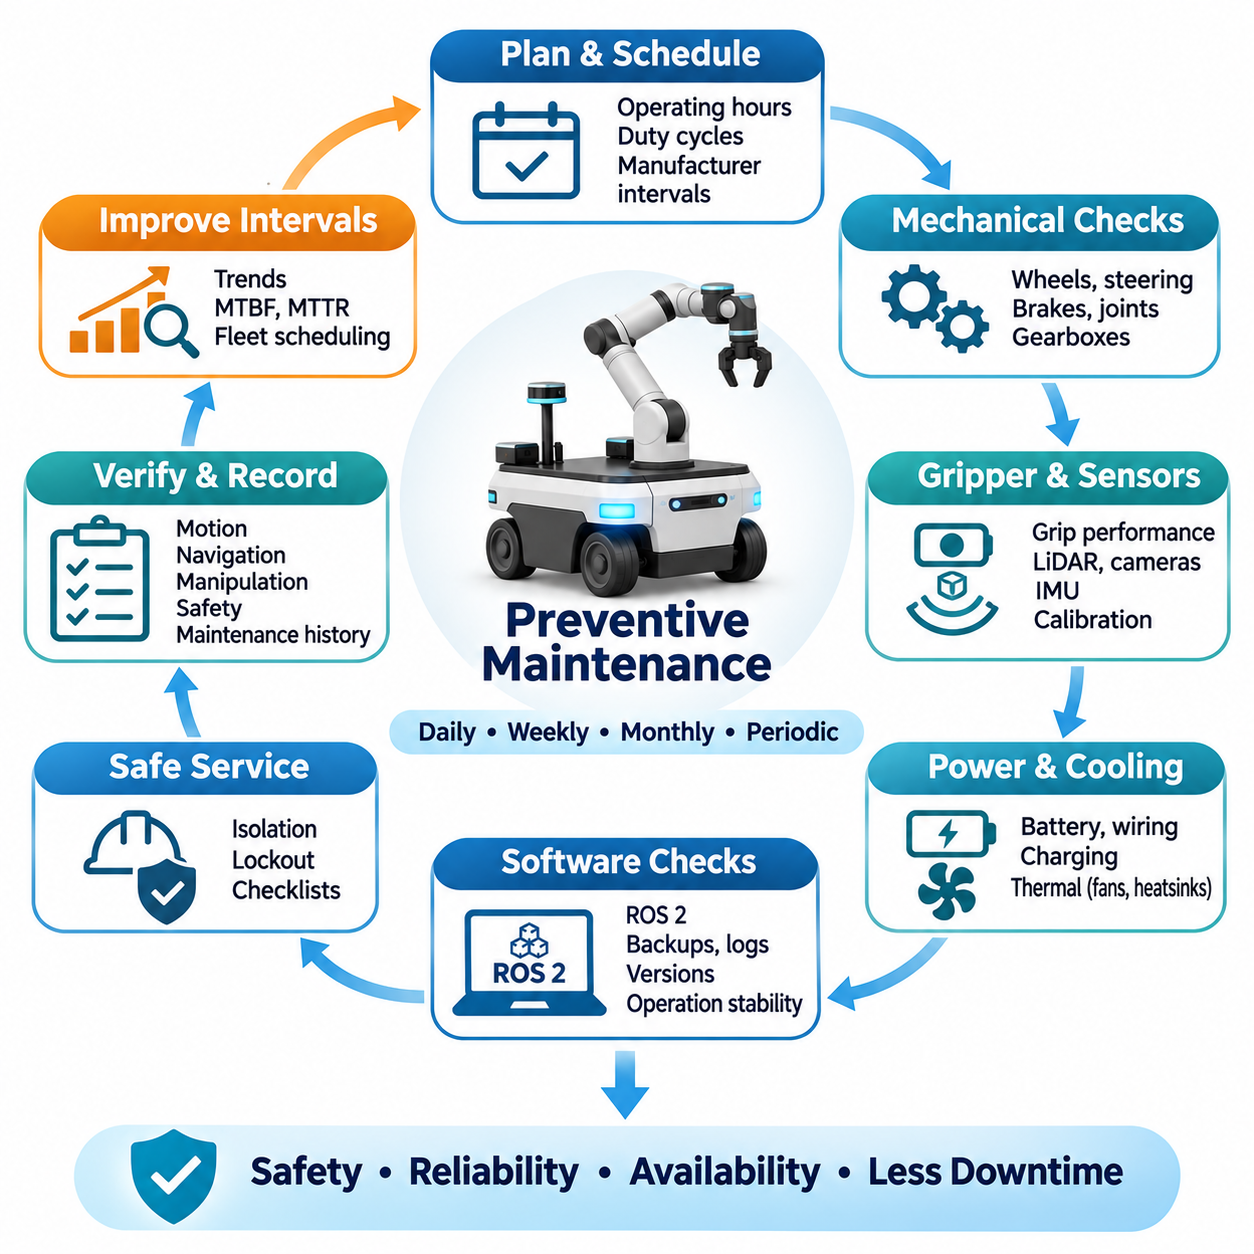 Plan & Schedule
Operating hours
Duty cycles
Manufacturer
intervals
Mechanical Checks
Wheels, steering
Brakes, joints
Gearboxes
Gripper & Sensors
Grip performance
LiDAR, cameras
IMU
Calibration
Power & Cooling
Battery, wiring
Charging
Thermal (fans, heatsinks)
Software Checks
ROS 2
ROS 2
Backups, logs
Versions
Operation stability
Safe Service
Isolation
Lockout
Checklists
Verify & Record
Motion
Navigation
Manipulation
Safety
Maintenance history
Improve Intervals
Trends
MTBF, MTTR
Fleet scheduling
Preventive
Maintenance
Daily • Weekly • Monthly • Periodic
Safety • Reliability • Availability • Less Downtime